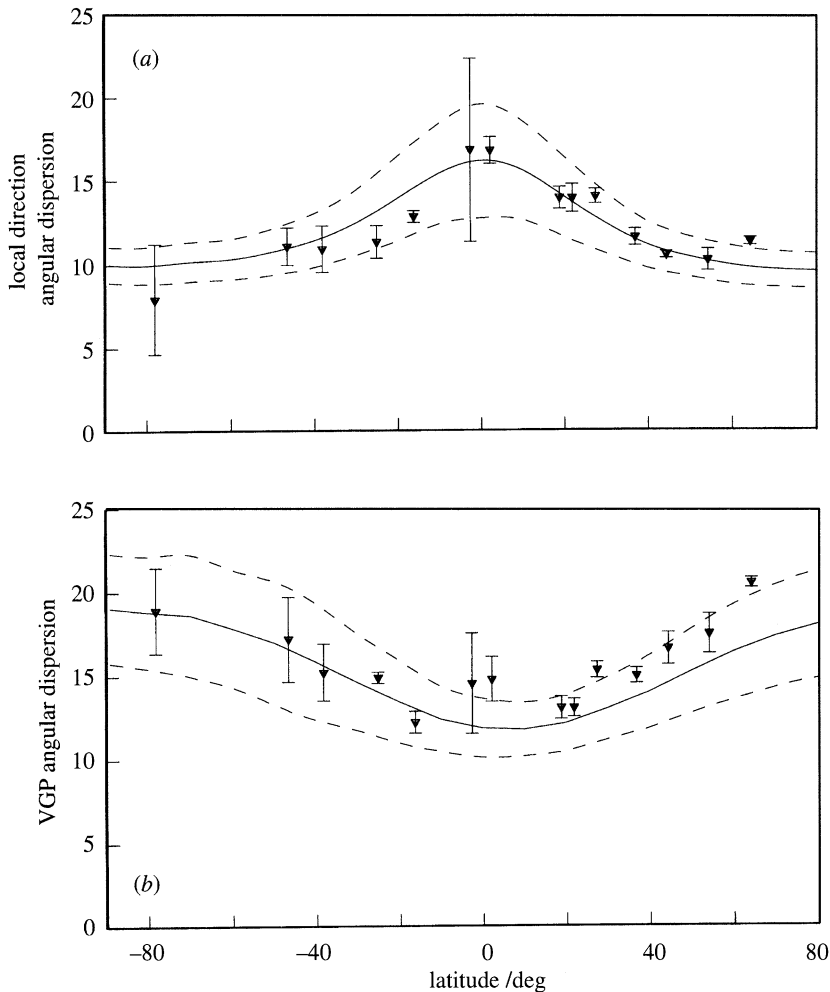 25
(a)
20
15
10
5
0
local direction
angular dispersion
25
20
15
10
5
0
VGP angular dispersion
(b)
–80 –40 0 40 80
latitude /deg